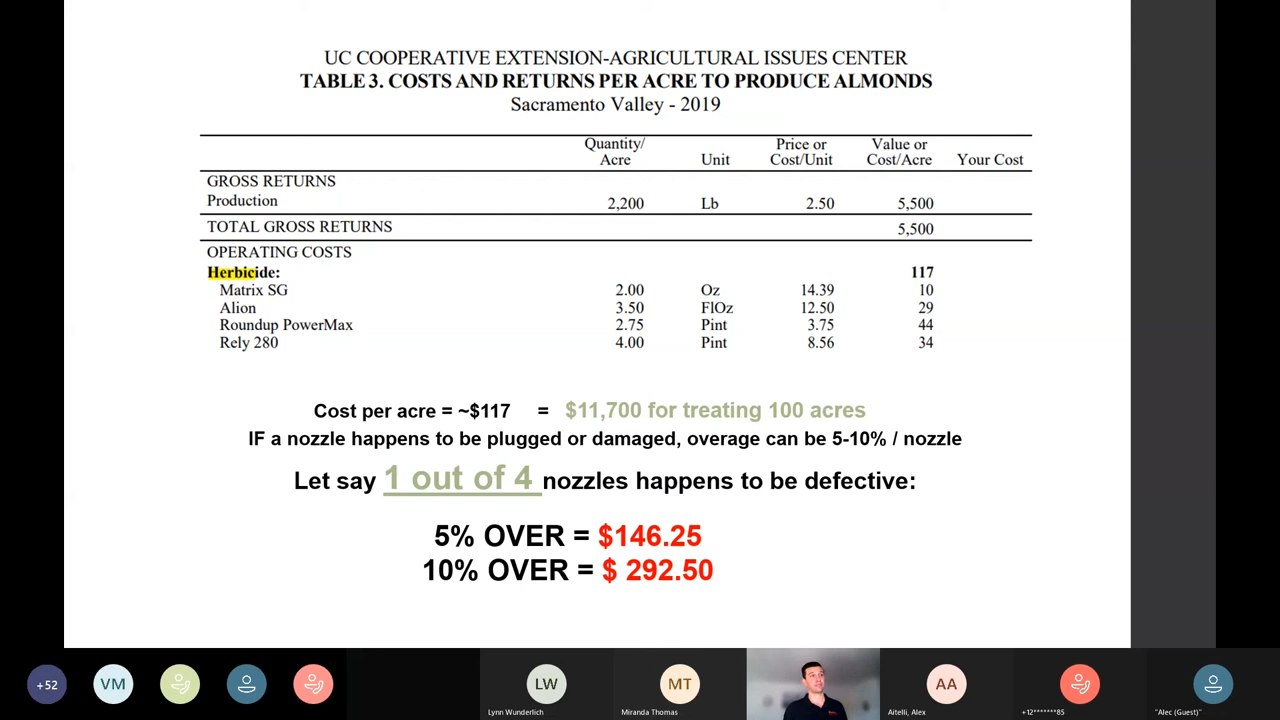 UC COOPERATIVE EXTENSION-AGRICULTURAL ISSUES CENTER
TABLE 3. COSTS AND RETURNS PER ACRE TO PRODUCE ALMONDS
Sacramento Valley - 2019
Quantity/ Price or Value or
Acre Unit Cost/Unit Cost/Acre Your Cost
GROSS RETURNS
Production 2,200 Lb 2.50 5,500
TOTAL GROSS RETURNS 5,500
OPERATING COSTS
Herbicide: 117
Matrix SG 2.00 Oz 14.39 10
Alion 3.50 FlOz 12.50 29
Roundup PowerMax 2.75 Pint 3.75 44
Rely 280 4.00 Pint 8.56 34
Cost per acre = ~$117 = $11,700 for treating 100 acres
IF a nozzle happens to be plugged or damaged, overage can be 5-10% / nozzle
Let say 1 out of 4 nozzles happens to be defective:
5% OVER = $146.25
10% OVER = $ 292.50
+52 VM LW MT AA
Lynn Wunderlich Miranda Thomas Aitelli, Alex +12*******85 "Alec (Guest)"